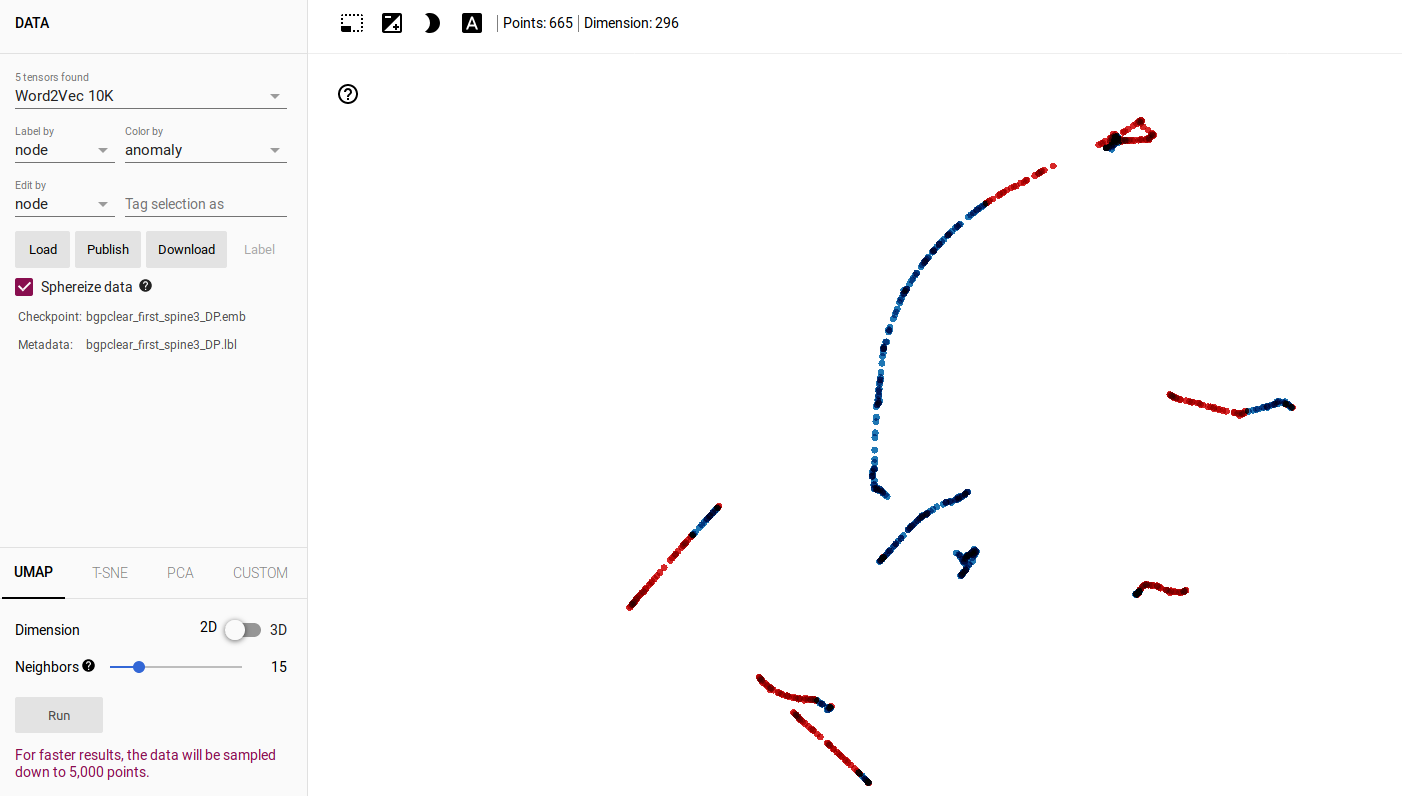 DATA
A
Points: 665
Dimension: 296
5 tensors found
Word2Vec 10K
Label by
Color by
node
anomaly
Edit by
node
Tag selection as
Load
Publish
Download
Label
Sphereize data
Checkpoint: bgpclear_first_spine3_DP.emb
Metadata: bgpclear_first_spine3_DP.lbl
UMAP
T-SNE
PCA
CUSTOM
Dimension
2D
3D
Neighbors
15
Run
For faster results, the data will be sampled
down to 5,000 points.